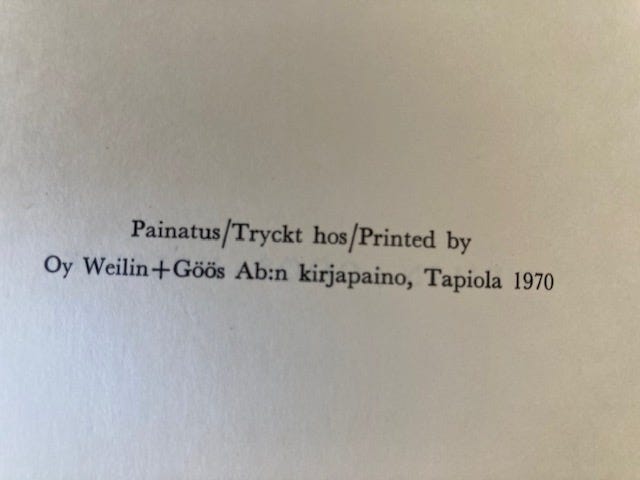 Painatus/Tryckt hos/Printed by
Oy Weilin+Göös Ab:n kirjapaino, Tapiola 1970